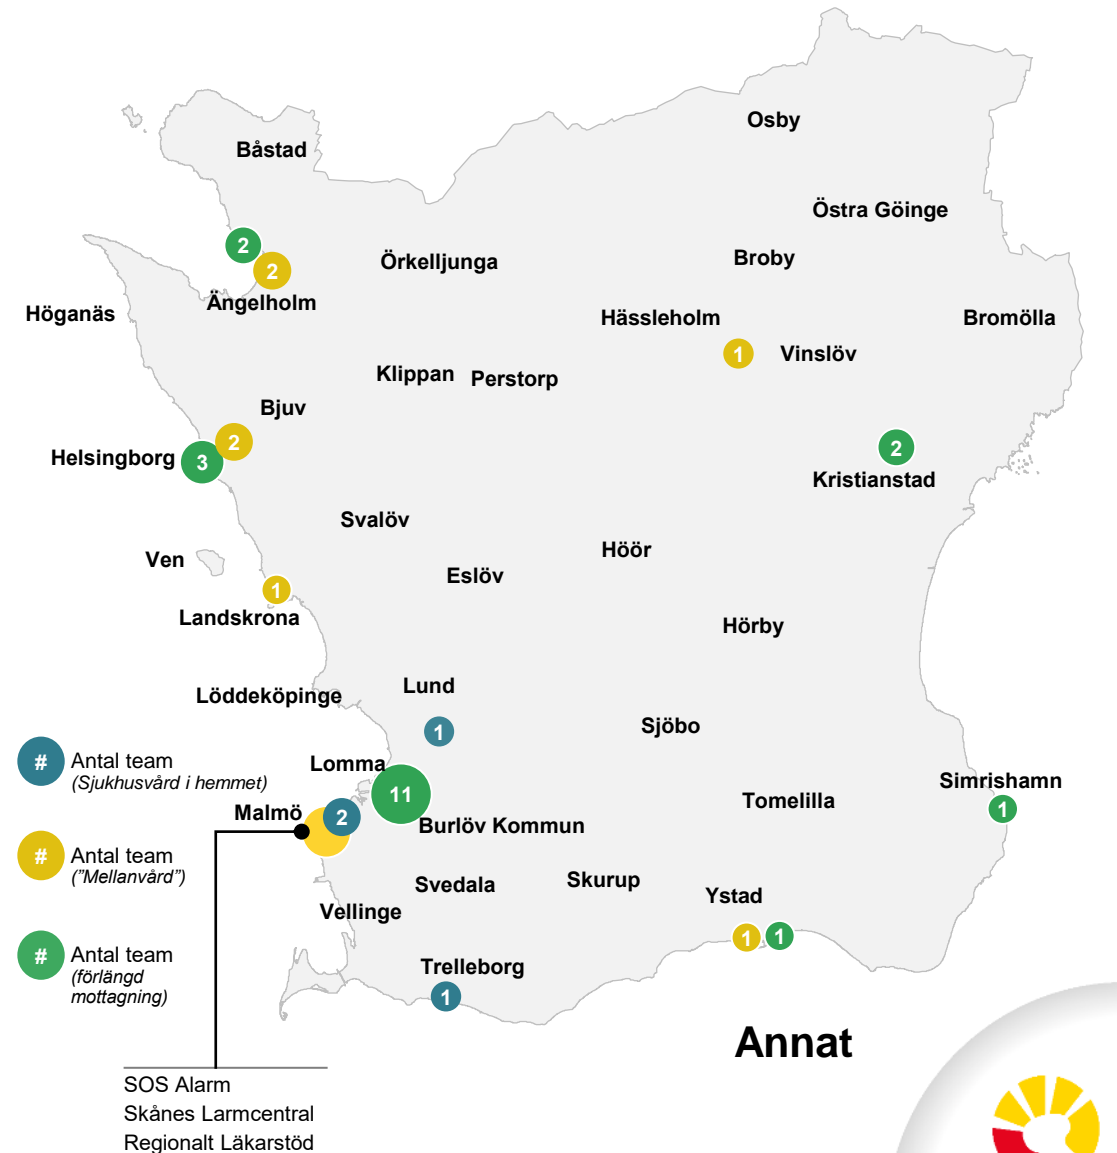 Osby
Båstad
Östra Göinge
2
Broby
Örkelljunga
2
Ängelholm
Höganäs
Hässleholm
Bromölla
1
Vinslöv
Klippan
Perstorp
Bjuv
2
Helsingborg
3
2
Kristianstad
Svalöv
Höör
Ven
Eslöv
1
Landskrona
Hörby
Lund
Löddeköpinge
Sjöbo
1
# Antal team
(Sjukhusvård i hemmet)
Lomma
Simrishamn
11
Tomelilla
1
Malmö
2
Burlöv Kommun
# Antal team
("Mellanvård")
Svedala
Skurup
Ystad
Vellinge
1
1
# Antal team
(förlängd
mottagning)
Trelleborg
1
Annat
SOS Alarm
Skånes Larmcentral
Regionalt Läkarstöd